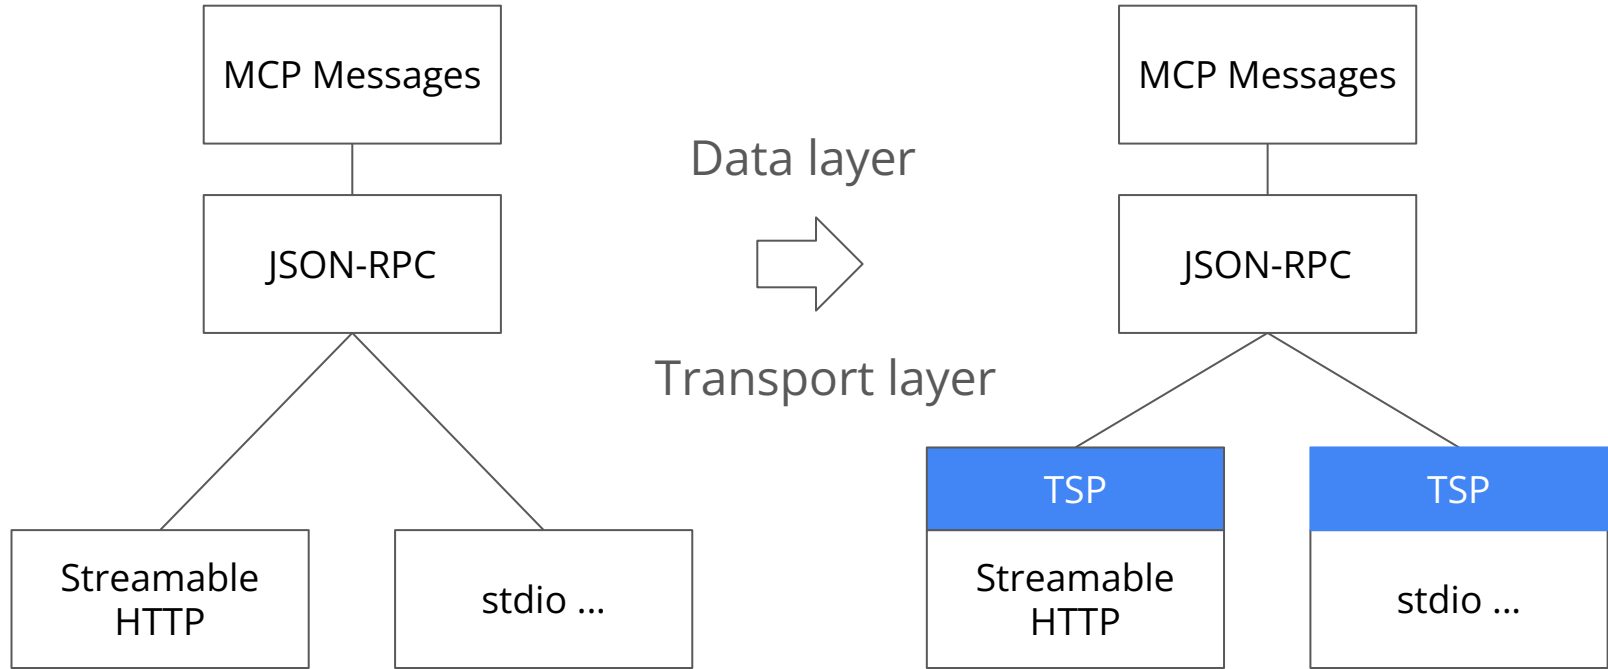 MCP Messages
JSON-RPC
Streamable
HTTP
stdio ...
Data layer
Transport layer
MCP Messages
JSON-RPC
TSP
Streamable
HTTP
TSP
stdio ...